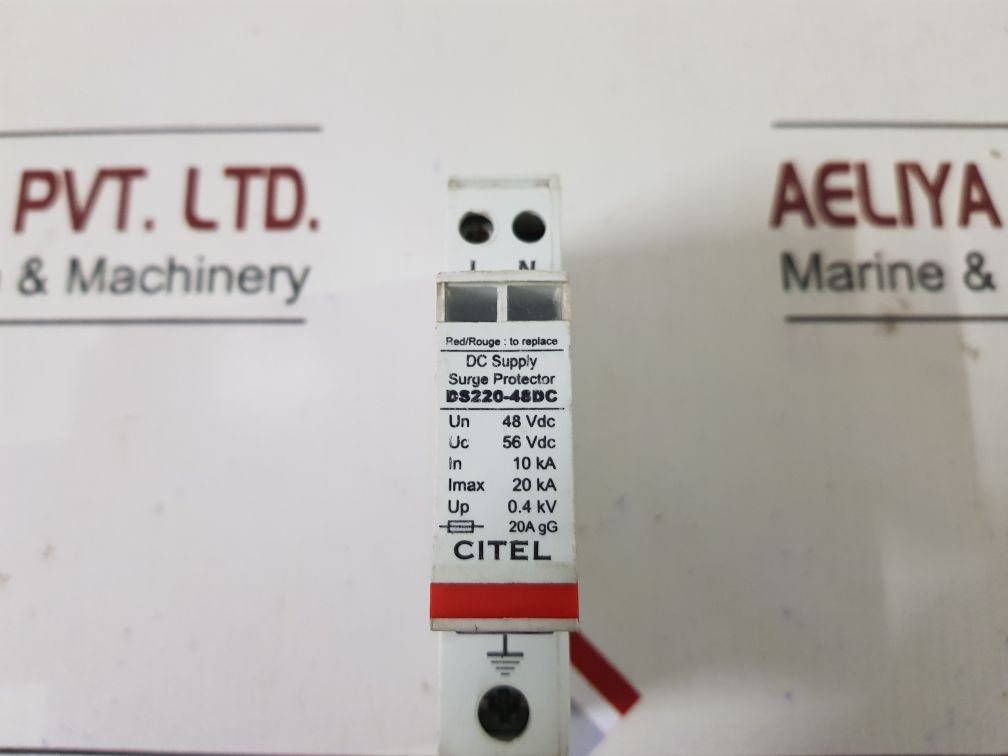 PVT. LTD.
& Machinery
AELIYA
Marine &
N
Red/Rouge : to replace
DC Supply
Surge Protector
DS220-48DC
Un 48 Vdc
Uc 56 Vdc
In 10 kA
Imax 20 kA
Up 0.4 kV
20A gG
CITEL